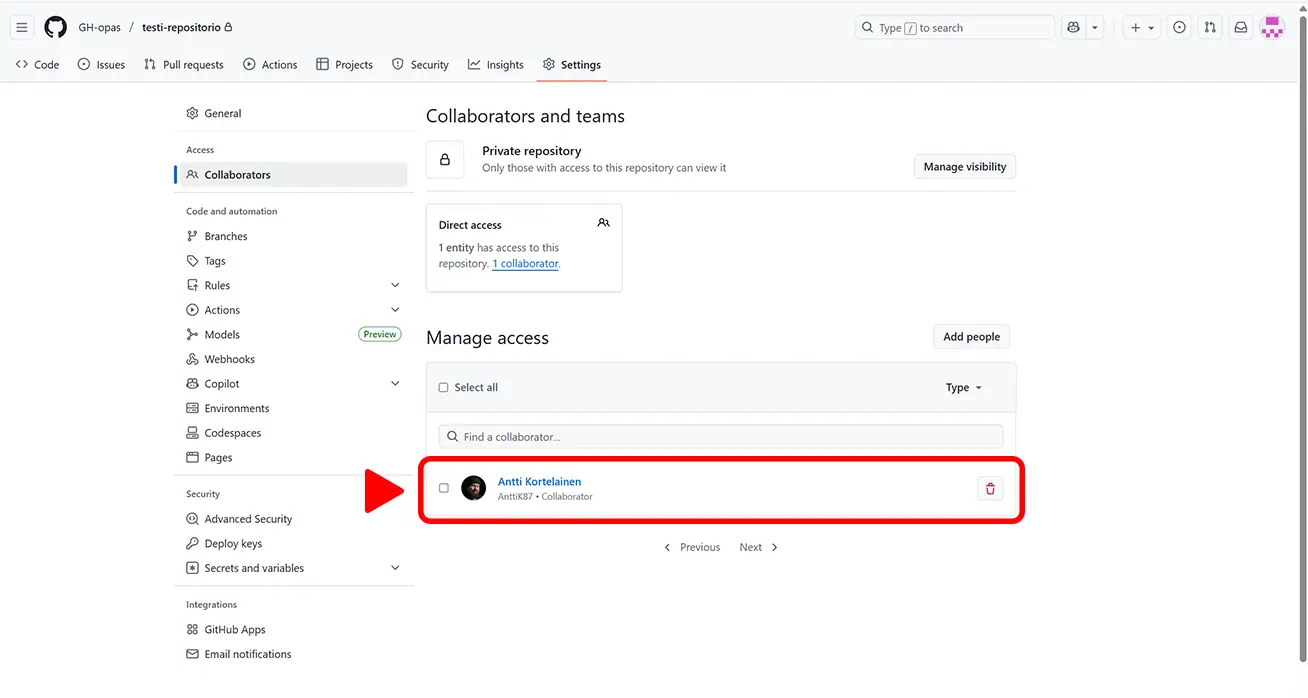 GH-opas / testi-repositorio
Type / to search
Code Issues Pull requests Actions Projects Security Insights Settings
General
Access
Collaborators
Code and automation
Branches
Tags
Rules
Actions
Models Preview
Webhooks
Copilot
Environments
Codespaces
Pages
Security
Advanced Security
Deploy keys
Secrets and variables
Integrations
GitHub Apps
Email notifications
Collaborators and teams
Private repository
Only those with access to this repository can view it
Manage visibility
Direct access
1 entity has access to this
repository. 1 collaborator.
Manage access
Add people
Select all
Type
Find a collaborator...
Antti Kortelainen
AnttiK87 • Collaborator
Previous Next